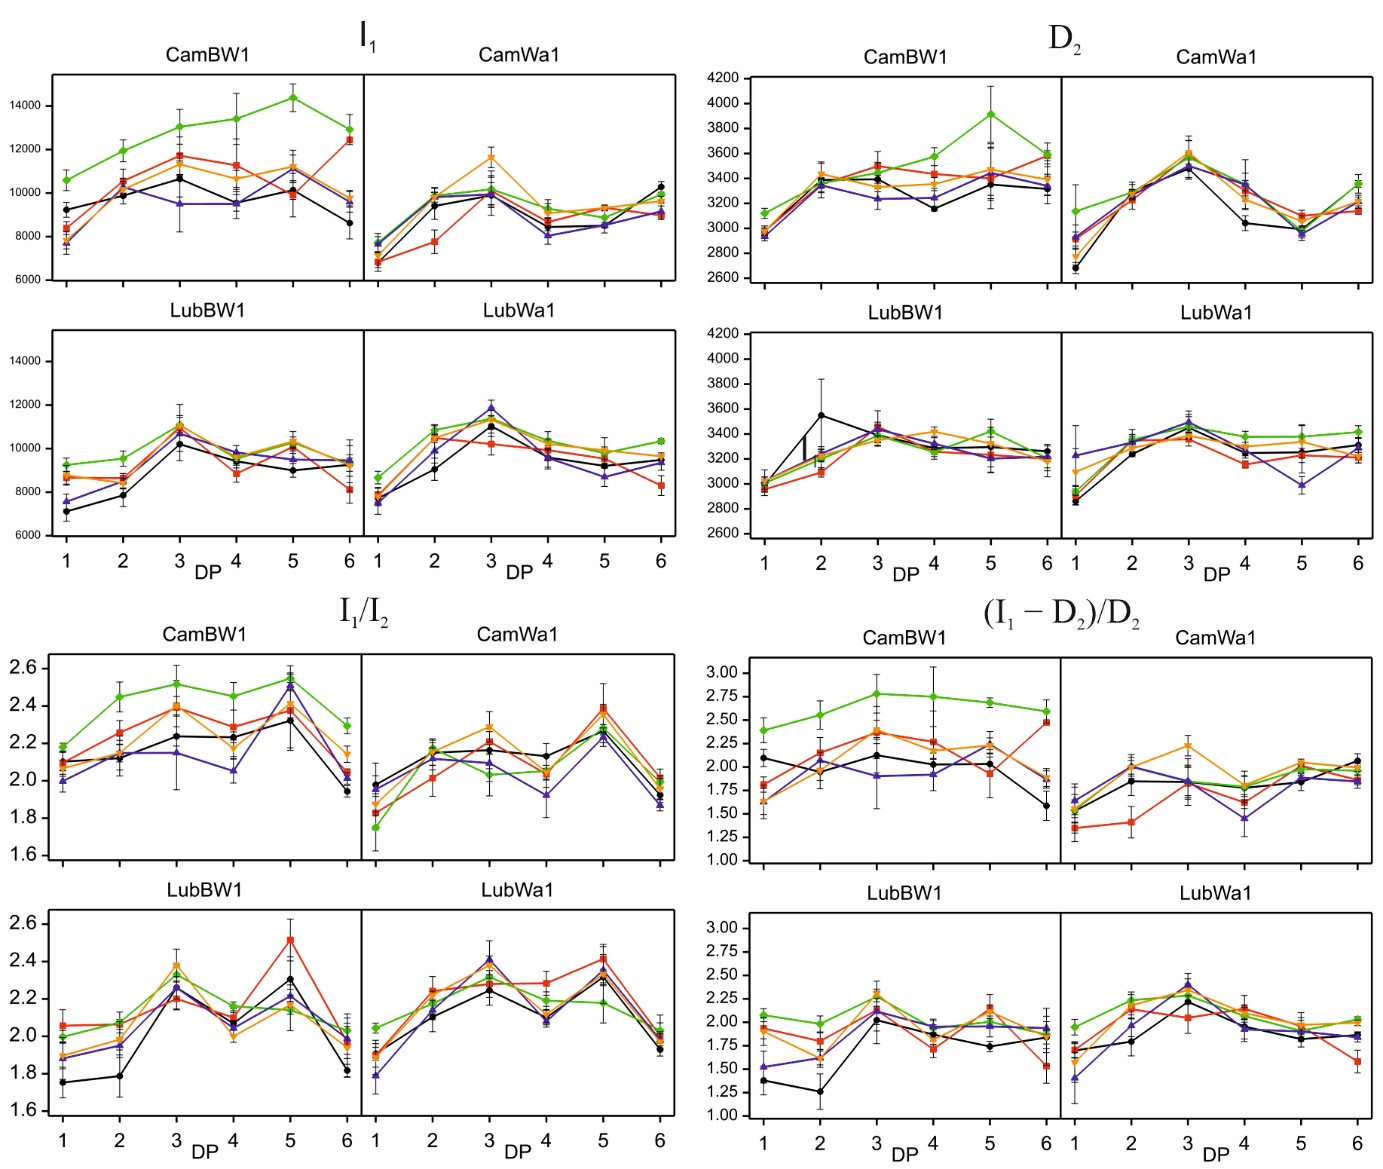 I₁
CamBW1 CamWa1
14000
12000
10000
8000
6000
LubBW1 LubWa1
14000
12000
10000
8000
6000
1 2 3 4 5 6 1 2 3 4 5 6
DP DP
D₂
CamBW1 CamWa1
4200
4000
3800
3600
3400
3200
3000
2800
2600
LubBW1 LubWa1
4200
4000
3800
3600
3400
3200
3000
2800
2600
1 2 3 4 5 6 1 2 3 4 5 6
DP DP
I₁/I₂
CamBW1 CamWa1
2.6
2.4
2.2
2.0
1.8
1.6
LubBW1 LubWa1
2.6
2.4
2.2
2.0
1.8
1.6
1 2 3 4 5 6 1 2 3 4 5 6
DP DP
(I₁ − D₂)/D₂
CamBW1 CamWa1
3.00
2.75
2.50
2.25
2.00
1.75
1.50
1.25
1.00
LubBW1 LubWa1
3.00
2.75
2.50
2.25
2.00
1.75
1.50
1.25
1.00
1 2 3 4 5 6 1 2 3 4 5 6
DP DP